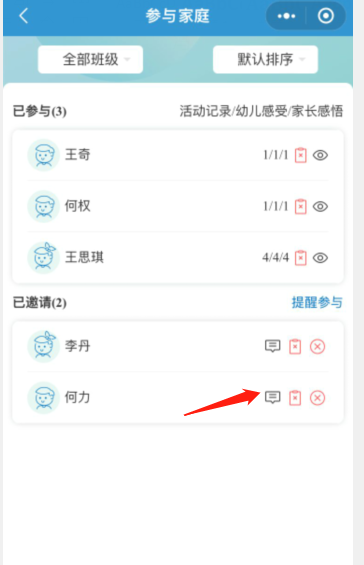 参与家庭
全部班级 默认排序
已参与(3) 活动记录/幼儿感受/家长感悟
王奇 1/1/1
何权 1/1/1
王思琪 4/4/4
已邀请(2) 提醒参与
李丹
何力